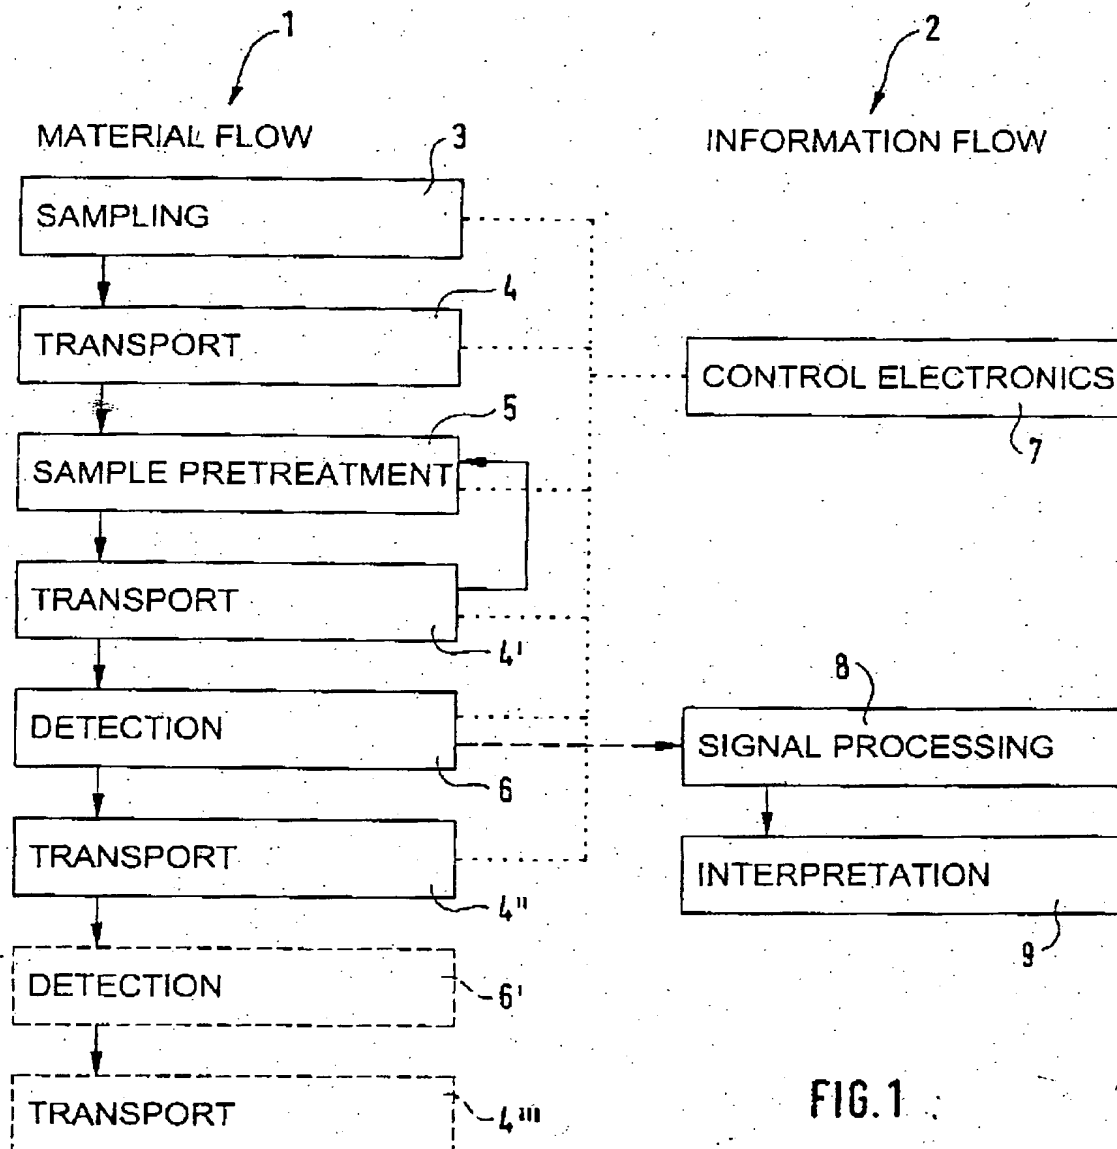 1
2
MATERIAL FLOW
INFORMATION FLOW
3
SAMPLING
4
TRANSPORT
CONTROL ELECTRONICS
7
5
SAMPLE PRETREATMENT
TRANSPORT
4'
8
DETECTION
SIGNAL PROCESSING
6
TRANSPORT
INTERPRETATION
4"
9
DETECTION
6'
TRANSPORT
4'''
FIG.1